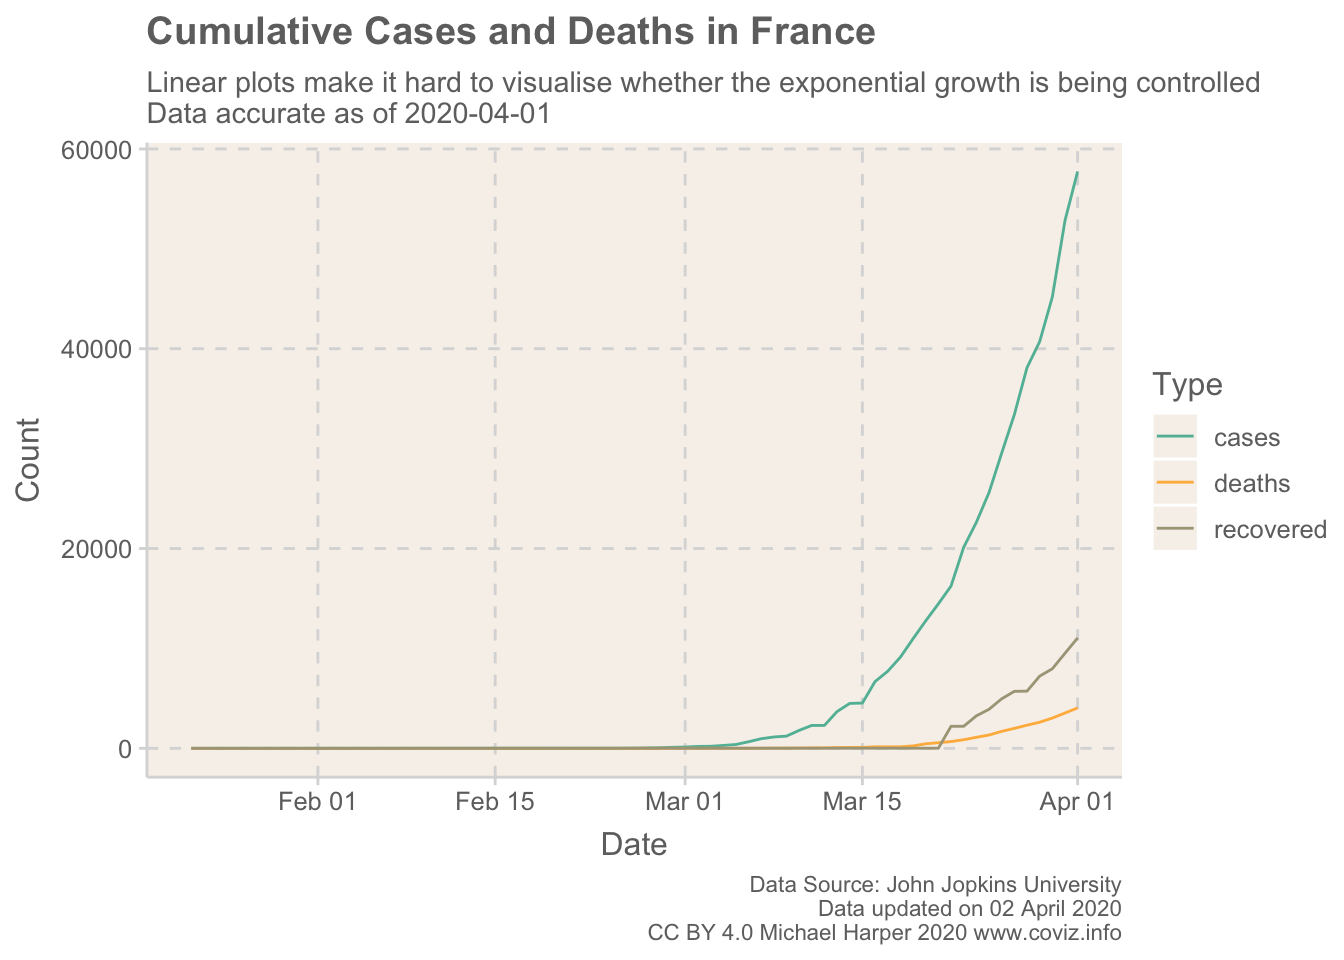 Cumulative Cases and Deaths in France
Linear plots make it hard to visualise whether the exponential growth is being controlled
Data accurate as of 2020-04-01
60000
40000
20000
0
Count
Feb 01
Feb 15
Mar 01
Mar 15
Apr 01
Date
Type
cases
deaths
recovered
Data Source: John Jopkins University
Data updated on 02 April 2020
CC BY 4.0 Michael Harper 2020 www.coviz.info